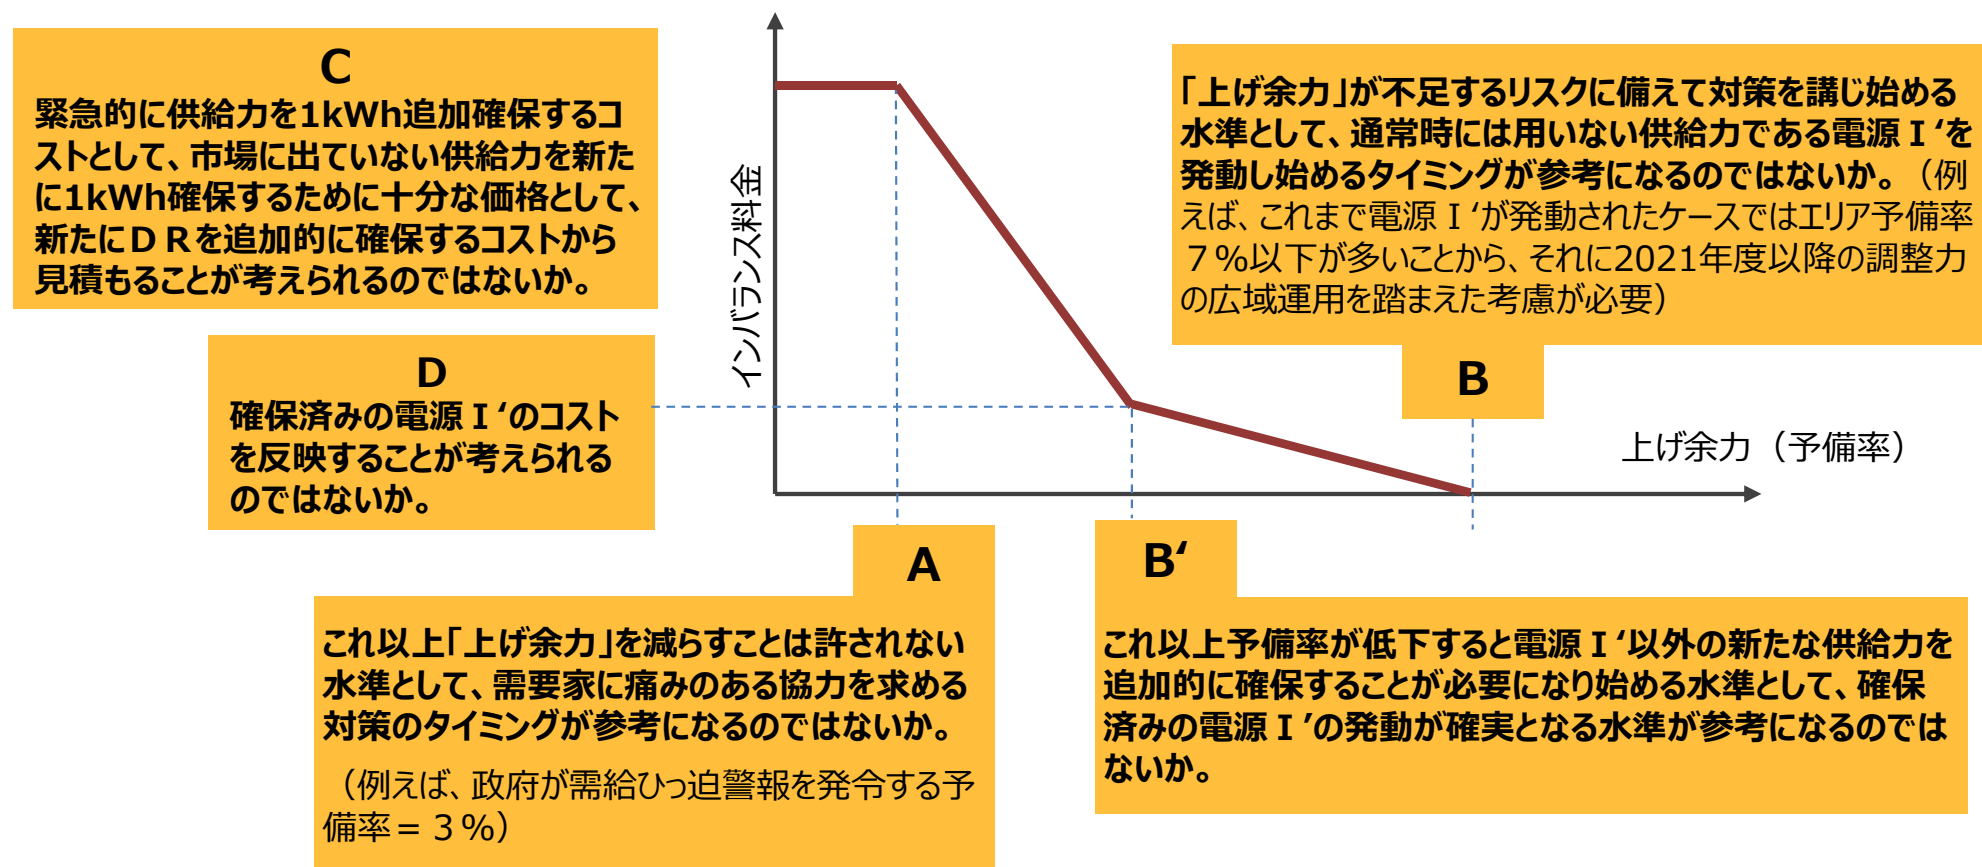 C
緊急的に供給力を1kWh追加確保するコ
ストとして、市場に出ていない供給力を新た
に1kWh確保するために十分な価格として、
新たにＤＲを追加的に確保するコストから
見積もることが考えられるのではないか。
D
確保済みの電源Ⅰ‘のコスト
を反映することが考えられる
のではないか。
インバランス料金
「上げ余力」が不足するリスクに備えて対策を講じ始める
水準として、通常時には用いない供給力である電源Ⅰ‘を
発動し始めるタイミングが参考になるのではないか。（例
えば、これまで電源Ⅰ‘が発動されたケースではエリア予備率
７%以下が多いことから、それに2021年度以降の調整力
の広域運用を踏まえた考慮が必要）
B
上げ余力（予備率）
A
これ以上「上げ余力」を減らすことは許されない
水準として、需要家に痛みのある協力を求める
対策のタイミングが参考になるのではないか。
（例えば、政府が需給ひっ迫警報を発令する予
備率＝３%）
B‘
これ以上予備率が低下すると電源Ⅰ‘以外の新たな供給力を
追加的に確保することが必要になり始める水準として、確保
済みの電源Ⅰ’の発動が確実となる水準が参考になるのでは
ないか。